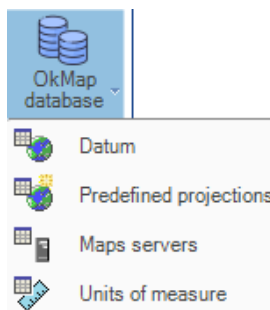 OkMap
database
Datum
Predefined projections
Maps servers
Units of measure